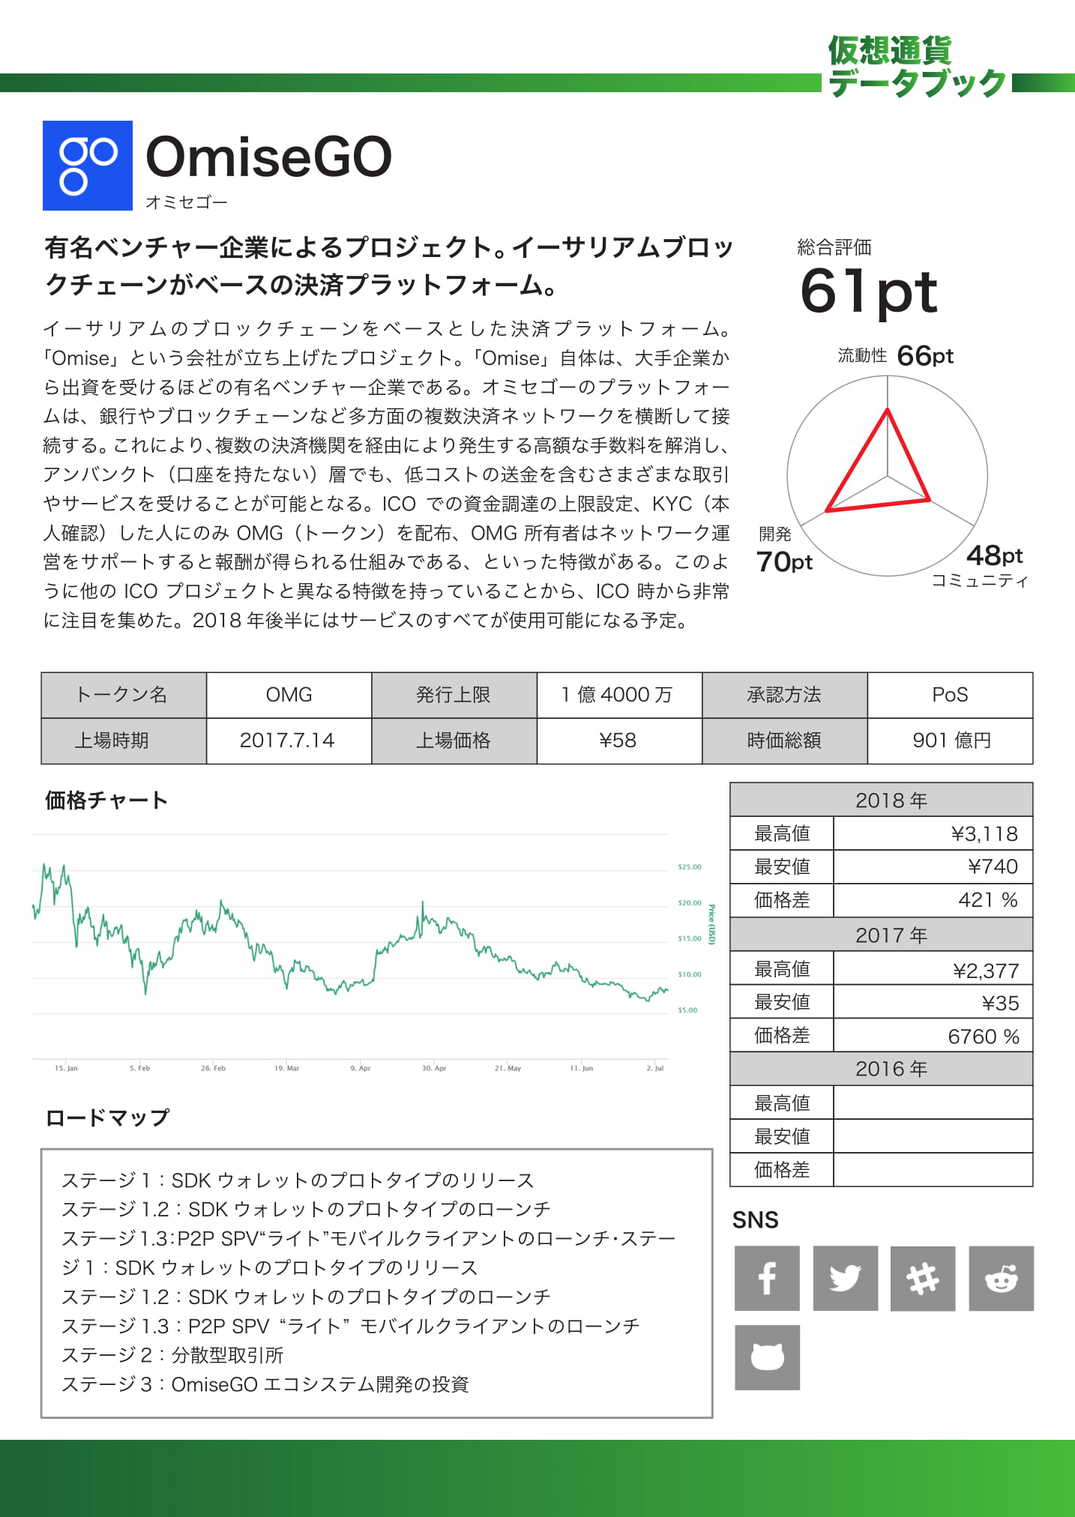 仮想通貨
データブック
go
OmiseGO
オミセゴー
有名ベンチャー企業によるプロジェクト。イーサリアムブロッ
クチェーンがベースの決済プラットフォーム。
イーサリアムのブロックチェーンをベースとした決済プラットフォーム。
「Omise」という会社が立ち上げたプロジェクト。「Omise」自体は、大手企業か
ら出資を受けるほどの有名ベンチャー企業である。オミセゴーのプラットフォー
ムは、銀行やブロックチェーンなど多方面の複数決済ネットワークを横断して接
続する。これにより、複数の決済機関を経由により発生する高額な手数料を解消し、
アンバンクト（口座を持たない）層でも、低コストの送金を含むさまざまな取引
やサービスを受けることが可能となる。ICO での資金調達の上限設定、KYC（本
人確認）した人にのみ OMG（トークン）を配布、OMG 所有者はネットワーク運
営をサポートすると報酬が得られる仕組みである、といった特徴がある。このよ
うに他の ICO プロジェクトと異なる特徴を持っていることから、ICO 時から非常
に注目を集めた。2018 年後半にはサービスのすべてが使用可能になる予定。
総合評価
61pt
流動性 66pt
開発
70pt
48pt
コミュニティ
トークン名 OMG 発行上限 1 億 4000 万 承認方法 PoS
上場時期 2017.7.14 上場価格 ¥58 時価総額 901 億円
価格チャート
$25.00
$20.00
$15.00
$10.00
$5.00
Price (USD)
15. Jan 5. Feb 26. Feb 19. Mar 9. Apr 30. Apr 21. May 11. Jun 2. Jul
2018 年
最高値 ¥3,118
最安値 ¥740
価格差 421 %
2017 年
最高値 ¥2,377
最安値 ¥35
価格差 6760 %
2016 年
最高値
最安値
価格差
ロードマップ
ステージ 1：SDK ウォレットのプロトタイプのリリース
ステージ 1.2：SDK ウォレットのプロトタイプのローンチ
ステージ 1.3：P2P SPV“ライト”モバイルクライアントのローンチ・ステー
ジ 1：SDK ウォレットのプロトタイプのリリース
ステージ 1.2：SDK ウォレットのプロトタイプのローンチ
ステージ 1.3：P2P SPV “ライト” モバイルクライアントのローンチ
ステージ 2：分散型取引所
ステージ 3：OmiseGO エコシステム開発の投資
SNS